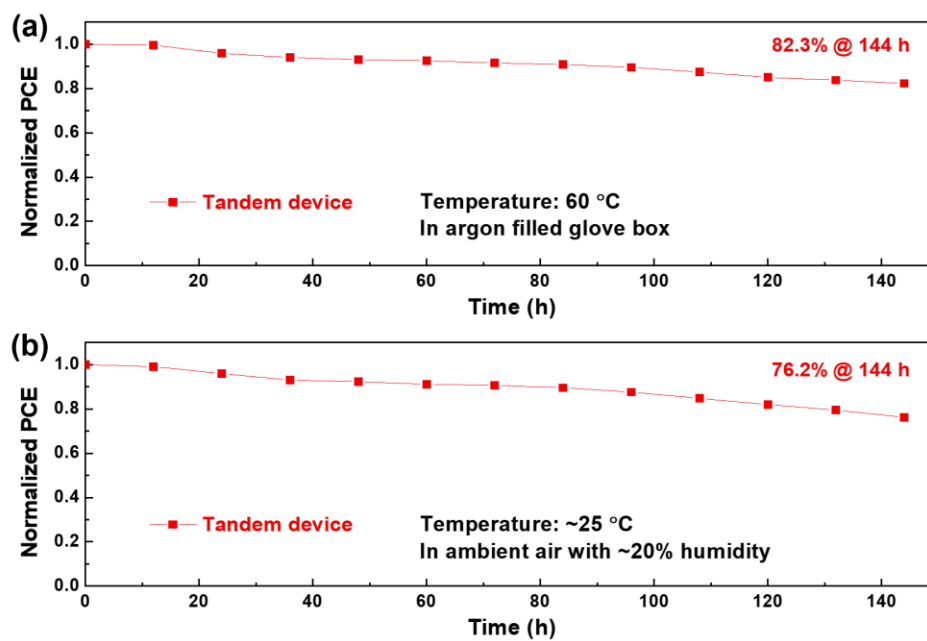 (a)
Normalized PCE
1.0
0.8
0.6
0.4
0.2
0.0
82.3% @ 144 h
Tandem device
Temperature: 60 °C
In argon filled glove box
0 20 40 60 80 100 120 140
Time (h)
(b)
Normalized PCE
1.0
0.8
0.6
0.4
0.2
0.0
76.2% @ 144 h
Tandem device
Temperature: ~25 °C
In ambient air with ~20% humidity
0 20 40 60 80 100 120 140
Time (h)